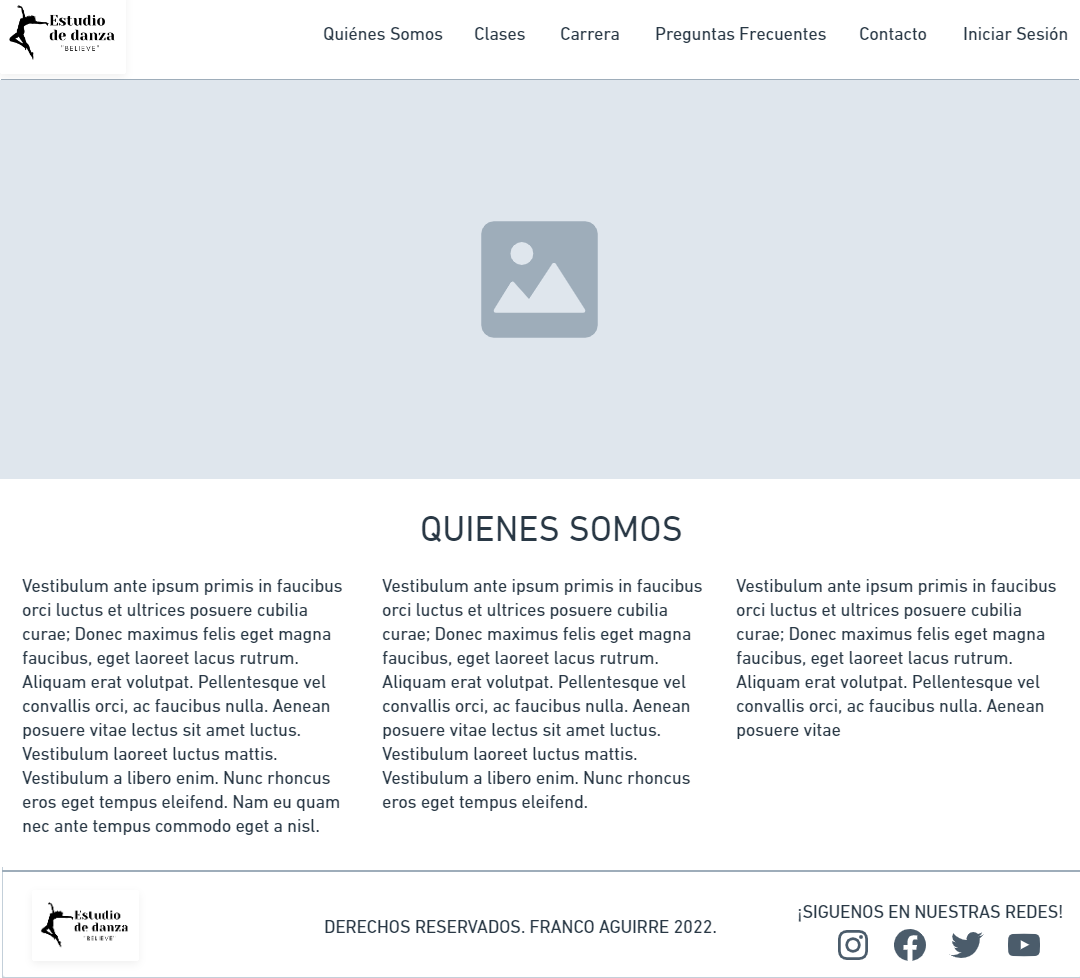 Estudio
de danza
"BELIEVE"
Quiénes Somos Clases Carrera Preguntas Frecuentes Contacto Iniciar Sesión
QUIENES SOMOS
Vestibulum ante ipsum primis in faucibus
orci luctus et ultrices posuere cubilia
curae; Donec maximus felis eget magna
faucibus, eget laoreet lacus rutrum.
Aliquam erat volutpat. Pellentesque vel
convallis orci, ac faucibus nulla. Aenean
posuere vitae lectus sit amet luctus.
Vestibulum laoreet luctus mattis.
Vestibulum a libero enim. Nunc rhoncus
eros eget tempus eleifend. Nam eu quam
nec ante tempus commodo eget a nisl.
Vestibulum ante ipsum primis in faucibus
orci luctus et ultrices posuere cubilia
curae; Donec maximus felis eget magna
faucibus, eget laoreet lacus rutrum.
Aliquam erat volutpat. Pellentesque vel
convallis orci, ac faucibus nulla. Aenean
posuere vitae lectus sit amet luctus.
Vestibulum laoreet luctus mattis.
Vestibulum a libero enim. Nunc rhoncus
eros eget tempus eleifend.
Vestibulum ante ipsum primis in faucibus
orci luctus et ultrices posuere cubilia
curae; Donec maximus felis eget magna
faucibus, eget laoreet lacus rutrum.
Aliquam erat volutpat. Pellentesque vel
convallis orci, ac faucibus nulla. Aenean
posuere vitae
Estudio
de danza
"BELIEVE"
DERECHOS RESERVADOS. FRANCO AGUIRRE 2022.
¡SIGUENOS EN NUESTRAS REDES!